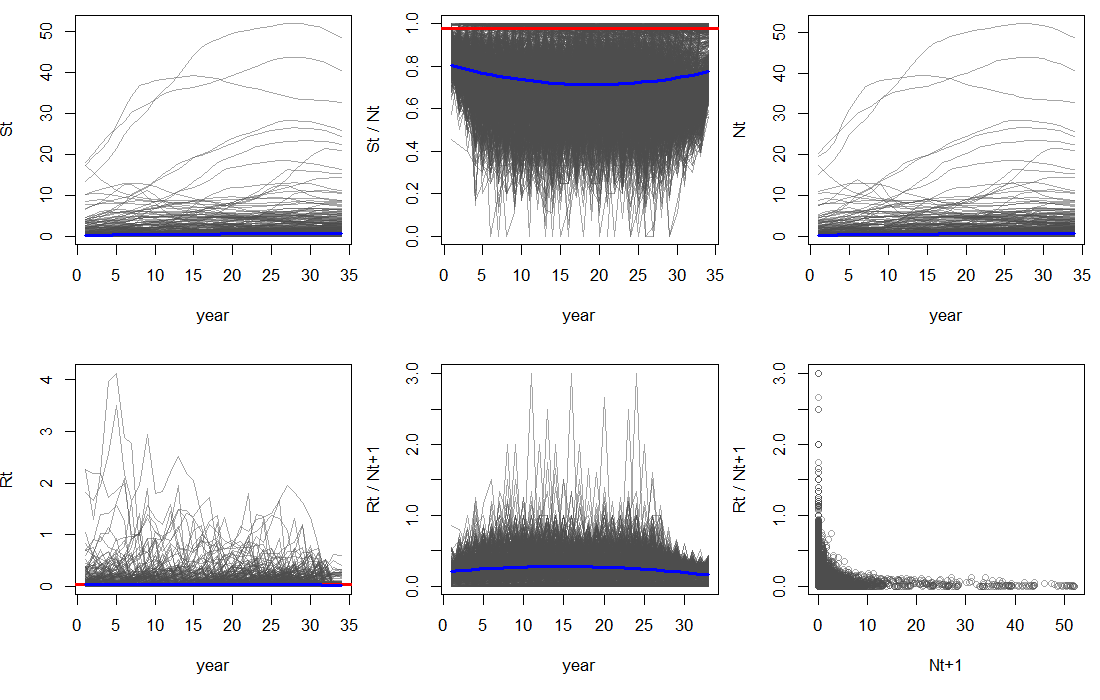 St
0 10 20 30 40 50
0 5 10 15 20 25 30 35
year
St / Nt
0.0 0.2 0.4 0.6 0.8 1.0
0 5 10 15 20 25 30 35
year
Nt
0 10 20 30 40 50
0 5 10 15 20 25 30 35
year
Rt
0 1 2 3 4
0 5 10 15 20 25 30 35
year
Rt / Nt+1
0.0 1.0 2.0 3.0
0 5 10 15 20 25 30
year
Rt / Nt+1
0.0 1.0 2.0 3.0
0 10 20 30 40 50
Nt+1